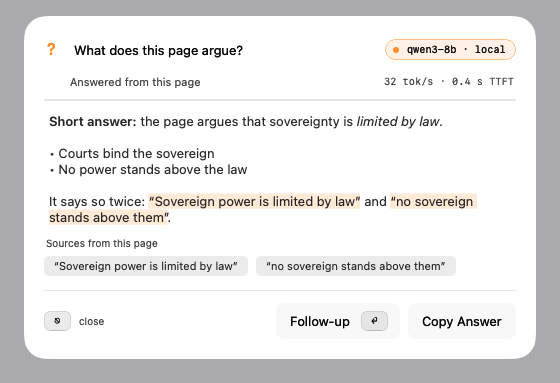 ? What does this page argue? qwen3-8b · local
Answered from this page 32 tok/s · 0.4 s TTFT
Short answer: the page argues that sovereignty is limited by law.
• Courts bind the sovereign
• No power stands above the law
It says so twice: “Sovereign power is limited by law” and “no sovereign
stands above them”.
Sources from this page
“Sovereign power is limited by law” “no sovereign stands above them”
close Follow-up ↵ Copy Answer